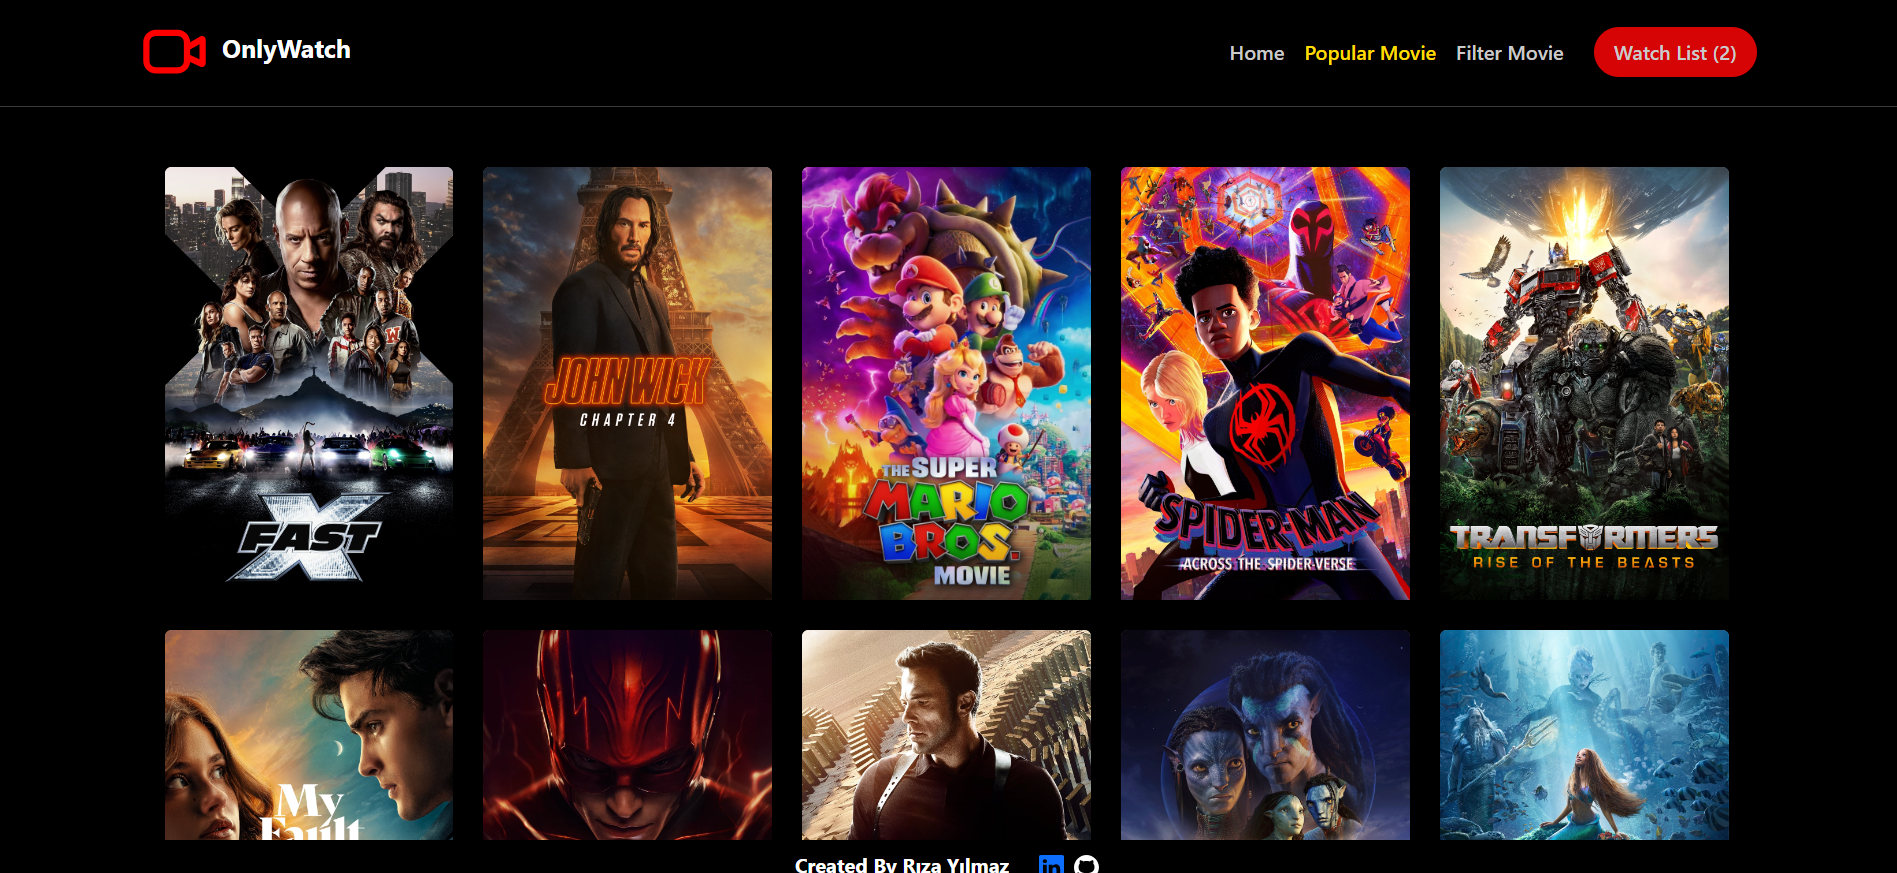 OnlyWatch
Home Popular Movie Filter Movie Watch List (2)
FAST X
JOHN WICK
CHAPTER 4
THE SUPER
MARIO
BROS.
MOVIE
SPIDER-MAN
ACROSS THE SPIDER-VERSE
TRANSFORMERS
RISE OF THE BEASTS
W
My
Fault
Created By Rıza Yılmaz in